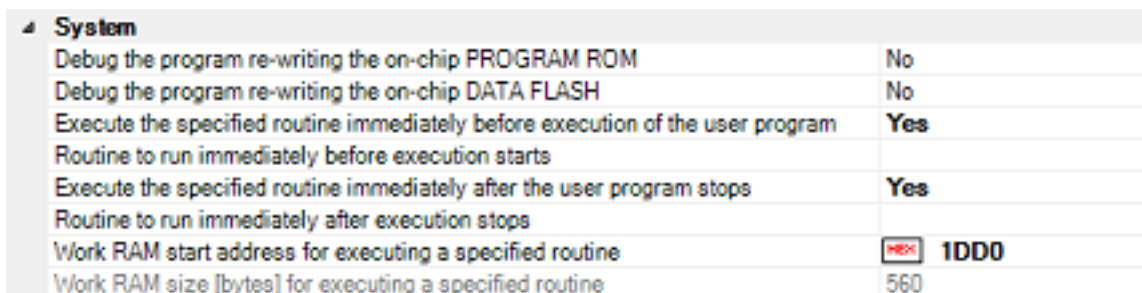 System
Debug the program re-writing the on-chip PROGRAM ROM No
Debug the program re-writing the on-chip DATA FLASH No
Execute the specified routine immediately before execution of the user program Yes
Routine to run immediately before execution starts
Execute the specified routine immediately after the user program stops Yes
Routine to run immediately after execution stops
Work RAM start address for executing a specified routine HEX 1DD0
Work RAM size [bytes] for executing a specified routine 560